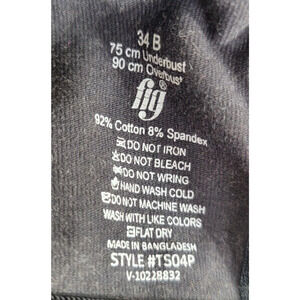 34 B
75 cm Underbust
90 cm Overbust
fig®
92% Cotton 8% Spandex
DO NOT IRON
DO NOT BLEACH
DO NOT WRING
HAND WASH COLD
DO NOT MACHINE WASH
WASH WITH LIKE COLORS
FLAT DRY
MADE IN BANGLADESH
STYLE #TS04P
V-10228832